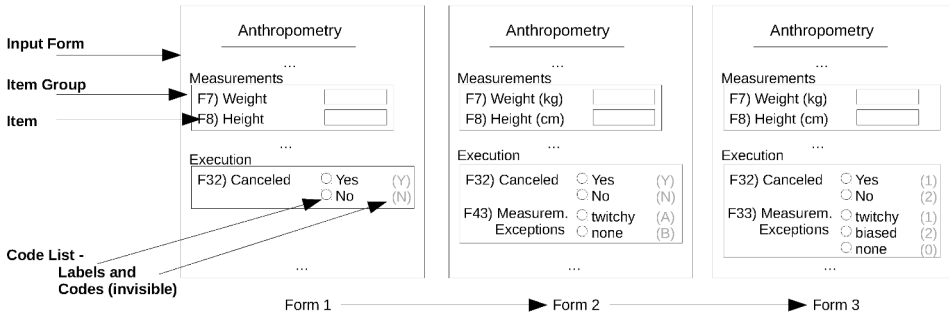 Input Form
Item Group
Item
Code List -
Labels and
Codes (invisible)
Anthropometry
...
Measurements
F7) Weight
F8) Height
...
Execution
F32) Canceled Yes (Y)
No (N)
...
Anthropometry
...
Measurements
F7) Weight (kg)
F8) Height (cm)
...
Execution
F32) Canceled Yes (Y)
No (N)
F43) Measurem. twitchy (A)
Exceptions none (B)
...
Anthropometry
...
Measurements
F7) Weight (kg)
F8) Height (cm)
...
Execution
F32) Canceled Yes (1)
No (2)
F33) Measurem. twitchy (1)
Exceptions biased (2)
none (0)
...
Form 1 Form 2 Form 3